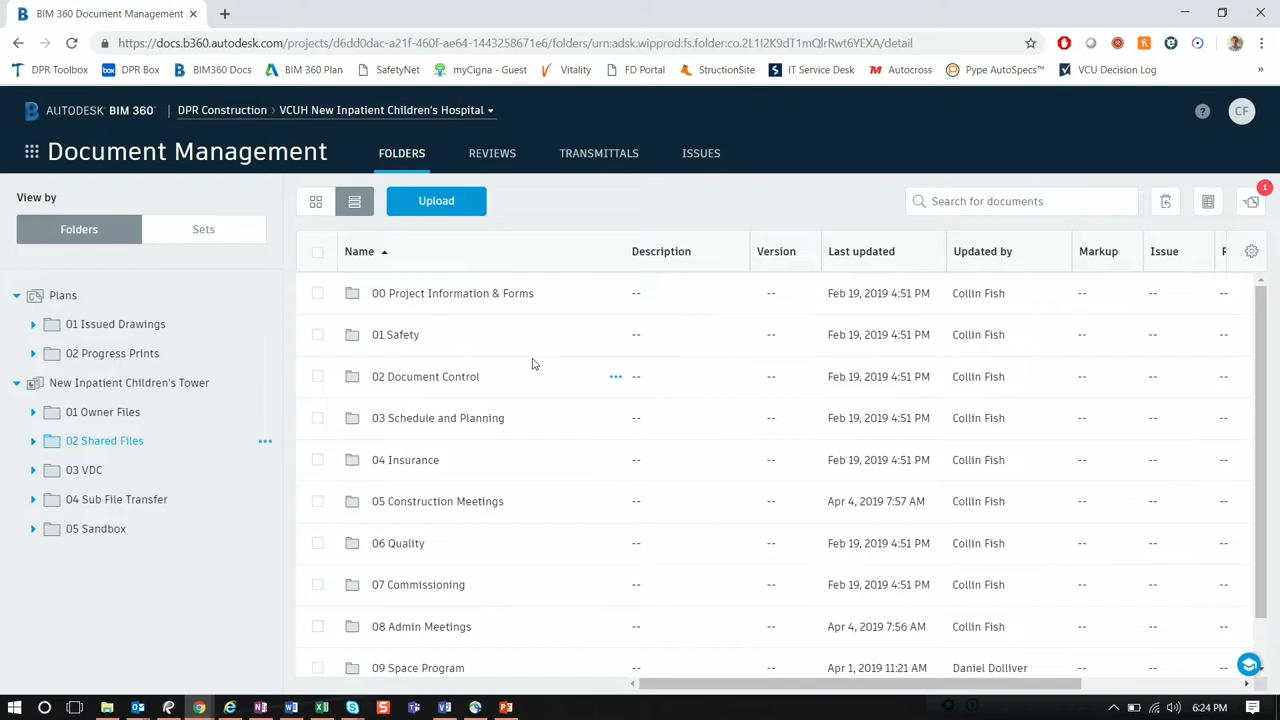 BIM 360 Document Management
https://docs.b360.autodesk.com/projects/d6dd0dac-a21f-460f-ae64-1443258671e6/folders/urn:adsk.wipprod:fs.folder:co.2L1I2K9dT1mQlrRwt6YEXA/detail
DPR Toolbox
DPR Box
BIM360 Docs
BIM 360 Plan
SafetyNet
myCigna - Guest
Vitality
FD Portal
StructionSite
IT Service Desk
Autocross
Pype AutoSpecs™
VCU Decision Log
»
AUTODESK® BIM 360°
DPR Construction > VCUH New Inpatient Children's Hospital
CF
Document Management
FOLDERS
REVIEWS
TRANSMITTALS
ISSUES
View by
Folders
Sets
Plans
01 Issued Drawings
02 Progress Prints
New Inpatient Children's Tower
01 Owner Files
02 Shared Files
03 VDC
04 Sub File Transfer
05 Sandbox
Upload
Search for documents
1
Name Description Version Last updated Updated by Markup Issue
00 Project Information & Forms -- -- Feb 19, 2019 4:51 PM Collin Fish -- -- --
01 Safety -- -- Feb 19, 2019 4:51 PM Collin Fish -- -- --
02 Document Control -- -- Feb 19, 2019 4:51 PM Collin Fish -- -- --
03 Schedule and Planning -- -- Feb 19, 2019 4:51 PM Collin Fish -- -- --
04 Insurance -- -- Feb 19, 2019 4:51 PM Collin Fish -- -- --
05 Construction Meetings -- -- Apr 4, 2019 7:57 AM Collin Fish -- -- --
06 Quality -- -- Feb 19, 2019 4:51 PM Collin Fish -- -- --
07 Commissioning -- -- Feb 19, 2019 4:51 PM Collin Fish -- -- --
08 Admin Meetings -- -- Apr 4, 2019 7:56 AM Collin Fish -- -- --
09 Space Program -- -- Apr 1, 2019 11:21 AM Daniel Dolliver -- -- --
6:24 PM